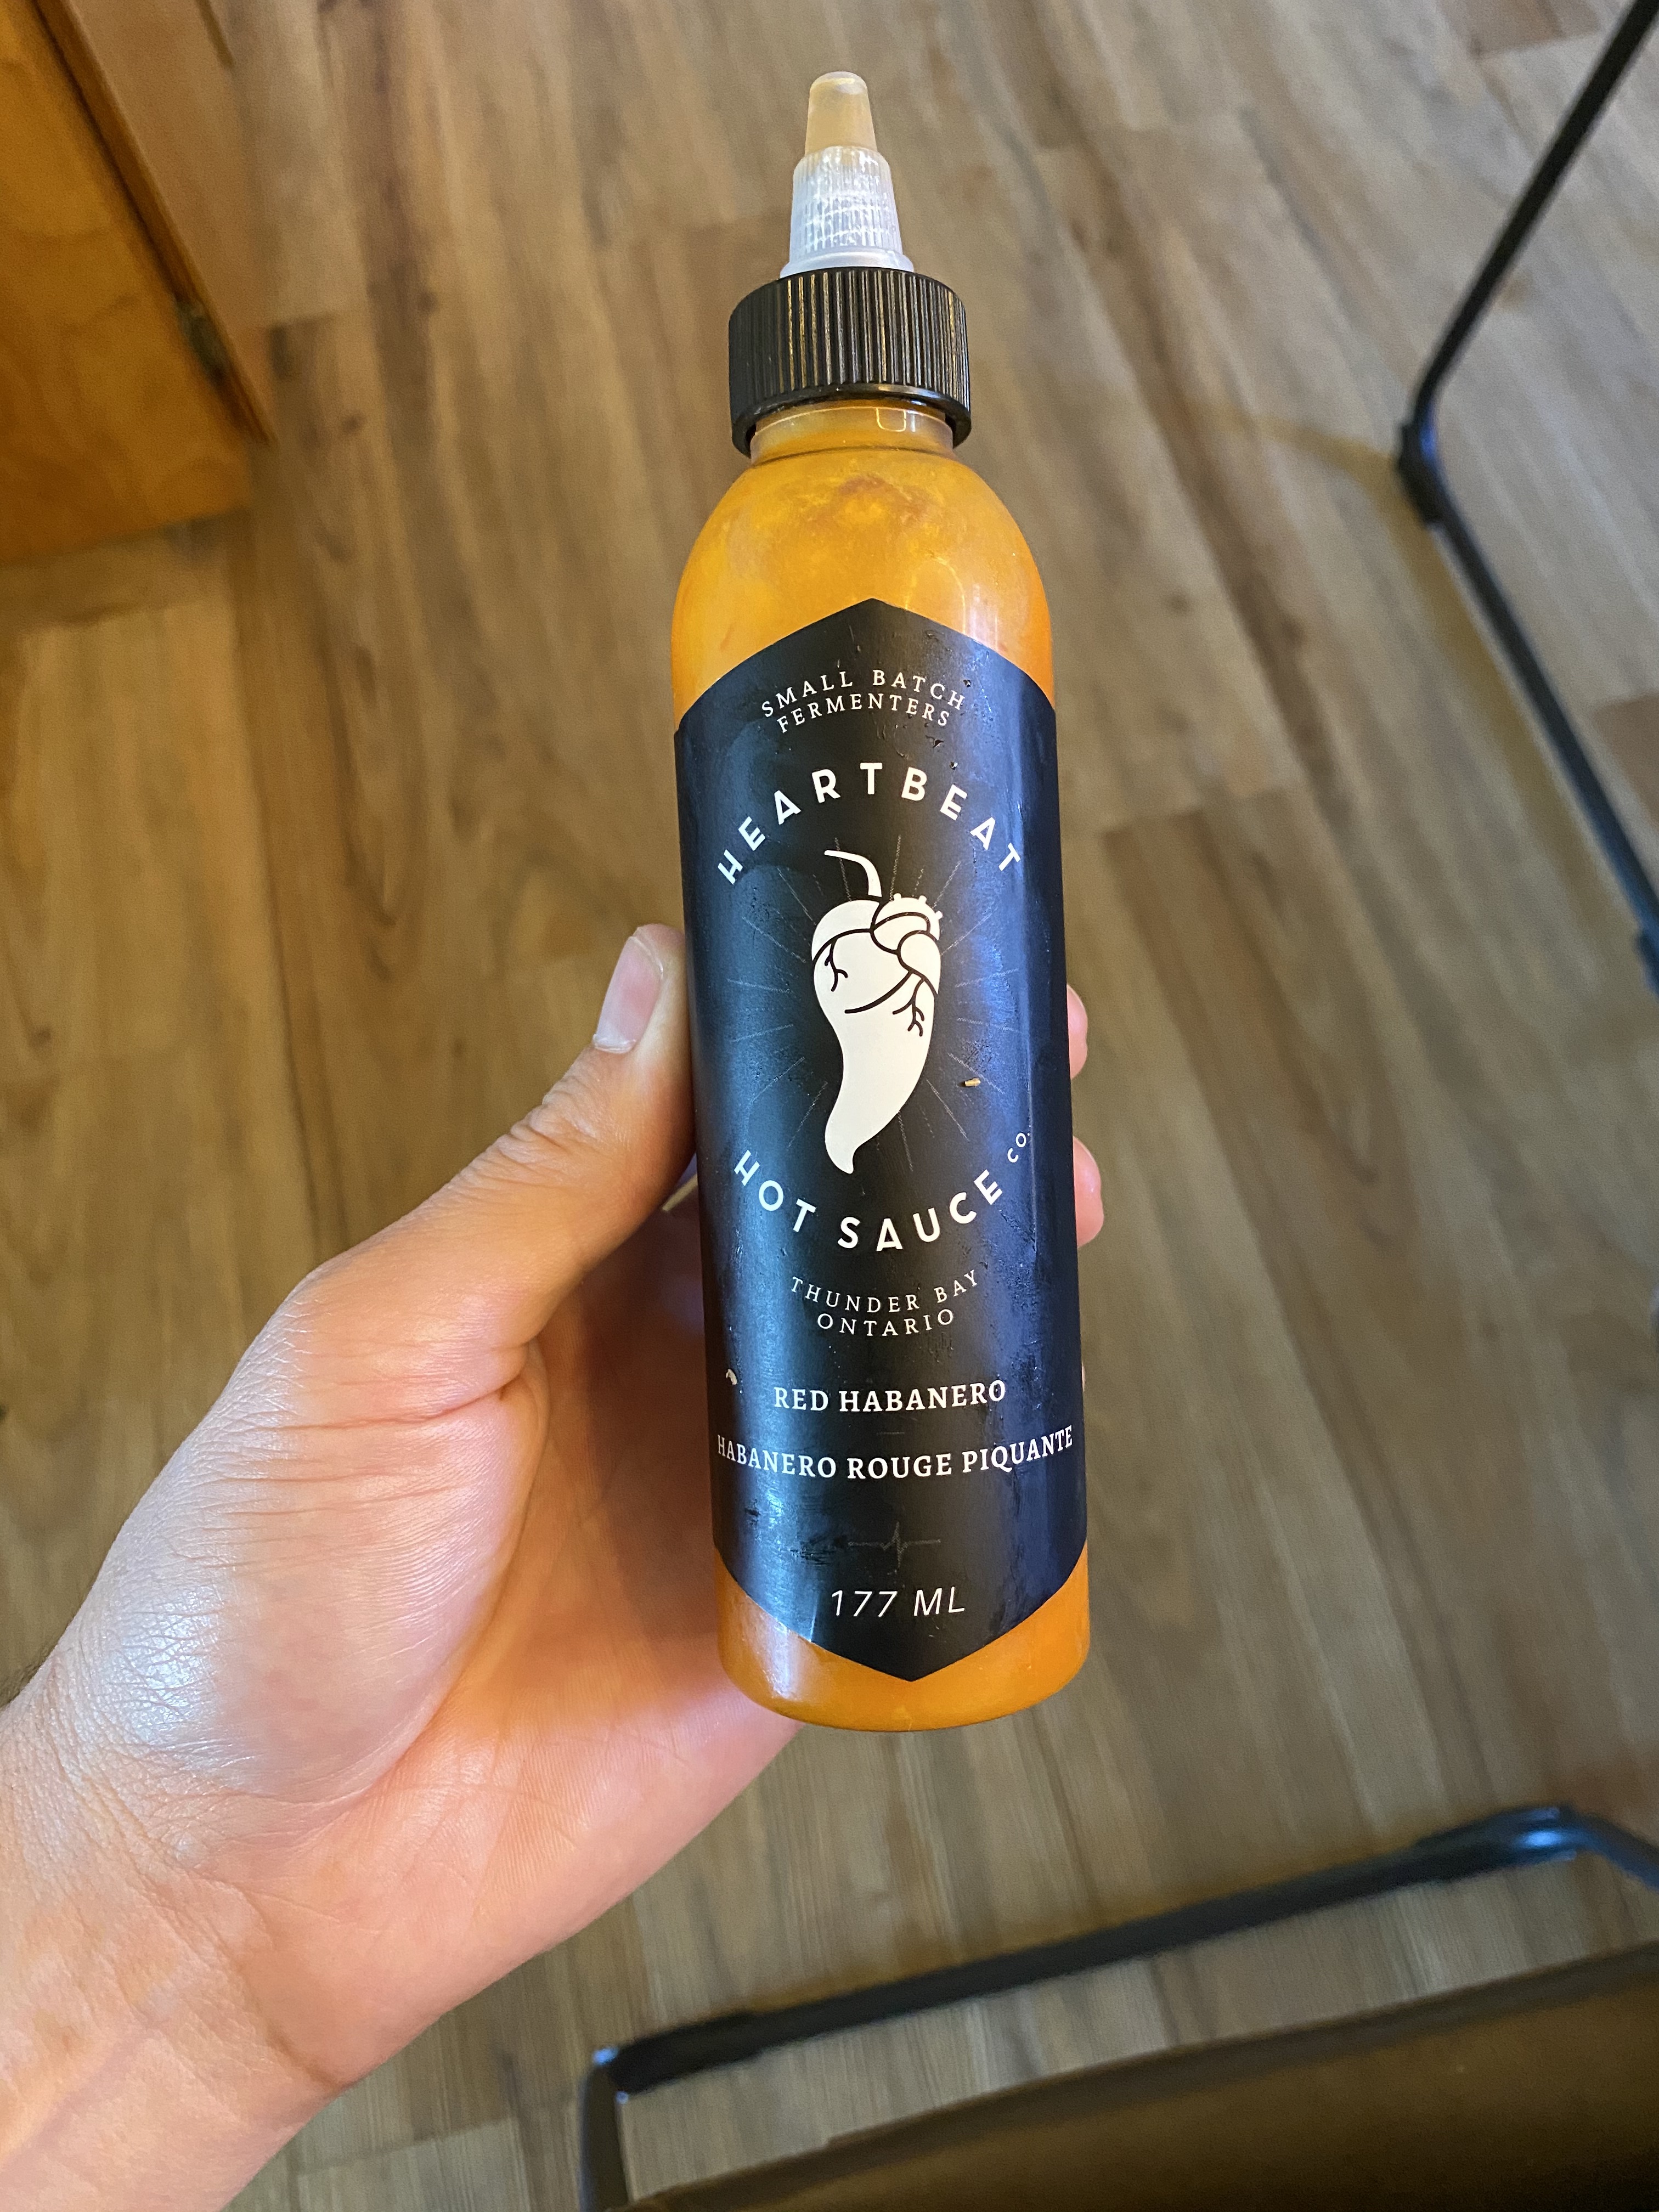 SMALL BATCH
FERMENTERS
HEARTBEAT
HOT SAUCE CO.
THUNDER BAY
ONTARIO
RED HABANERO
HABANERO ROUGE PIQUANTE
177 ML